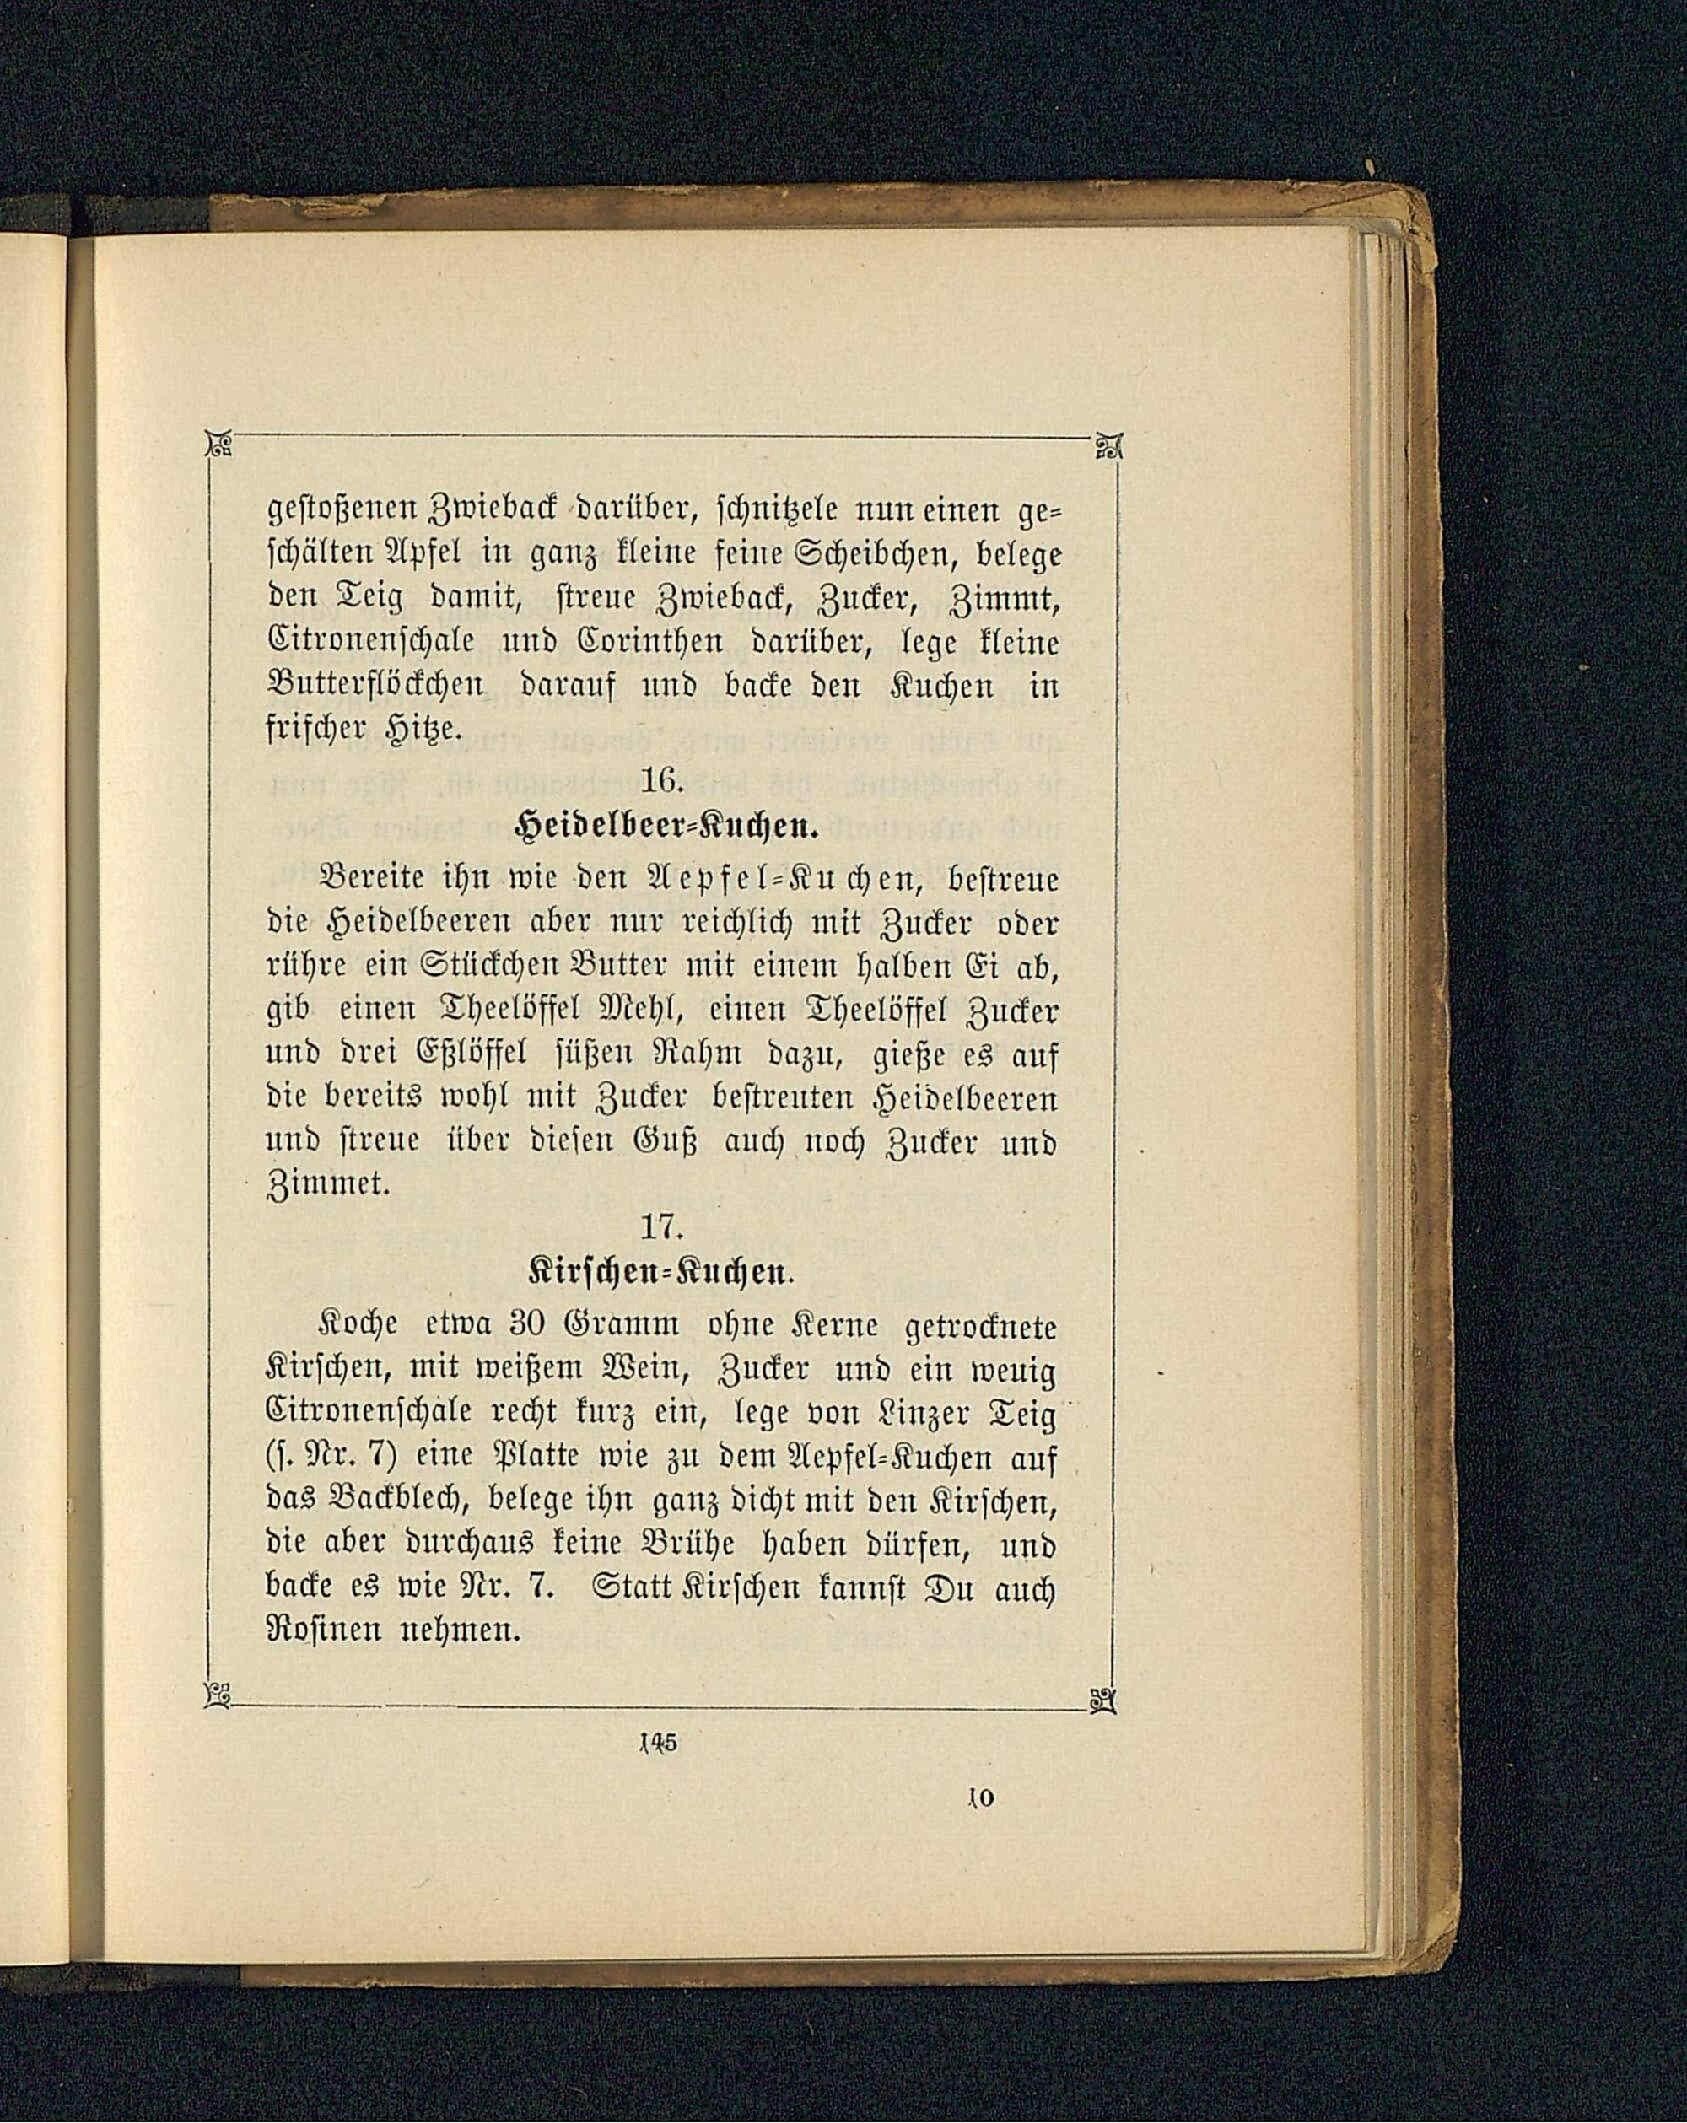 gestoßenen Zwieback darüber, schnitzele nun einen ge-
schälten Apfel in ganz kleine feine Scheibchen, belege
den Teig damit, streue Zwieback, Zucker, Zimmt,
Citronenschale und Corinthen darüber, lege kleine
Butterflöckchen darauf und backe den Kuchen in
frischer Hitze.
16.
Heidelbeer-Kuchen.
Bereite ihn wie den Aepfel-Kuchen, bestreue
die Heidelbeeren aber nur reichlich mit Zucker oder
rühre ein Stückchen Butter mit einem halben Ei ab,
gib einen Theelöffel Mehl, einen Theelöffel Zucker
und drei Eßlöffel süßen Rahm dazu, gieße es auf
die bereits wohl mit Zucker bestreuten Heidelbeeren
und streue über diesen Guß auch noch Zucker und
Zimmet.
17.
Kirschen-Kuchen.
Koche etwa 30 Gramm ohne Kerne getrocknete
Kirschen, mit weißem Wein, Zucker und ein wenig
Citronenschale recht kurz ein, lege von Linzer Teig
(s. Nr. 7) eine Platte wie zu dem Aepfel-Kuchen auf
das Backblech, belege ihn ganz dicht mit den Kirschen,
die aber durchaus keine Brühe haben dürfen, und
backe es wie Nr. 7. Statt Kirschen kannst Du auch
Rosinen nehmen.
145
10